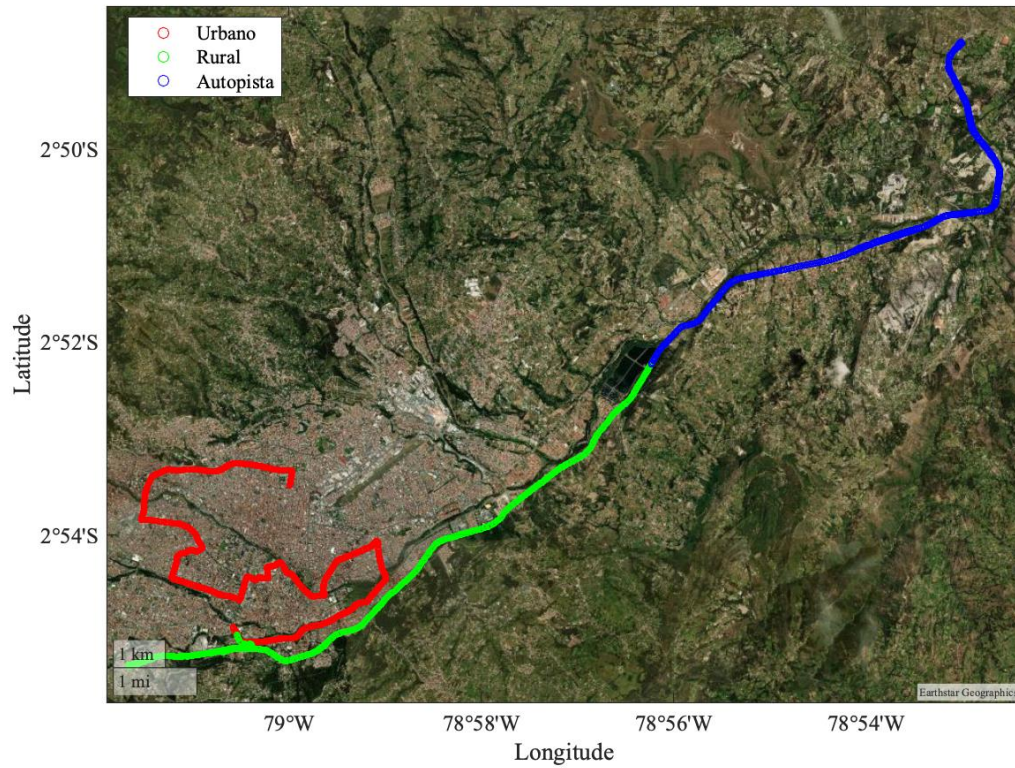 Urbano
Rural
Autopista
2°50'S
2°52'S
2°54'S
Latitude
1 km
1 mi
Earthstar Geographics
79°W
78°58'W
78°56'W
78°54'W
Longitude